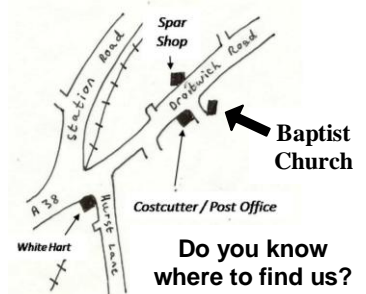 Spar
Shop
Station Road
Droitwich Road
Baptist
Church
A 38
Hurst Lane
Costcutter / Post Office
White Hart
Do you know
where to find us?